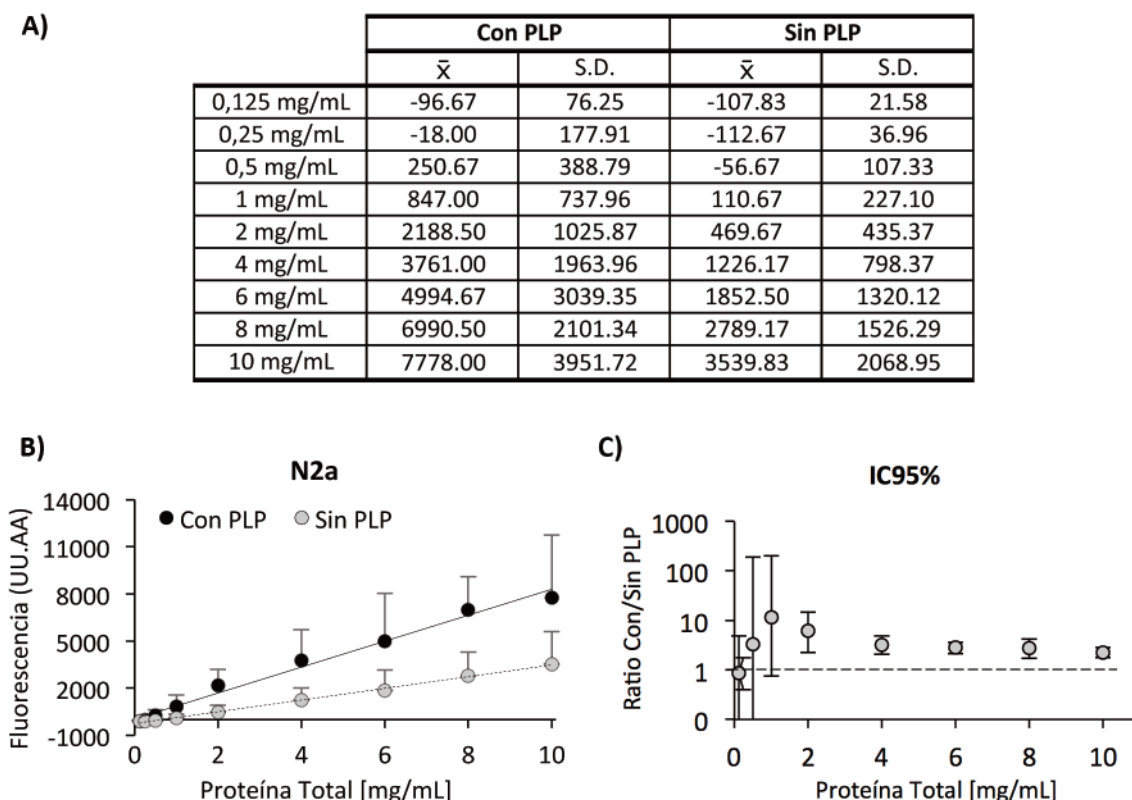 A)
Con PLP Sin PLP
x̄ S.D. x̄ S.D.
0,125 mg/mL -96.67 76.25 -107.83 21.58
0,25 mg/mL -18.00 177.91 -112.67 36.96
0,5 mg/mL 250.67 388.79 -56.67 107.33
1 mg/mL 847.00 737.96 110.67 227.10
2 mg/mL 2188.50 1025.87 469.67 435.37
4 mg/mL 3761.00 1963.96 1226.17 798.37
6 mg/mL 4994.67 3039.35 1852.50 1320.12
8 mg/mL 6990.50 2101.34 2789.17 1526.29
10 mg/mL 7778.00 3951.72 3539.83 2068.95
B)
N2a
Fluorescencia (UU.AA)
14000
11000
8000
5000
2000
-1000
Con PLP Sin PLP
0 2 4 6 8 10
Proteína Total [mg/mL]
C)
IC95%
Ratio Con/Sin PLP
1000
100
10
1
0
0 2 4 6 8 10
Proteína Total [mg/mL]